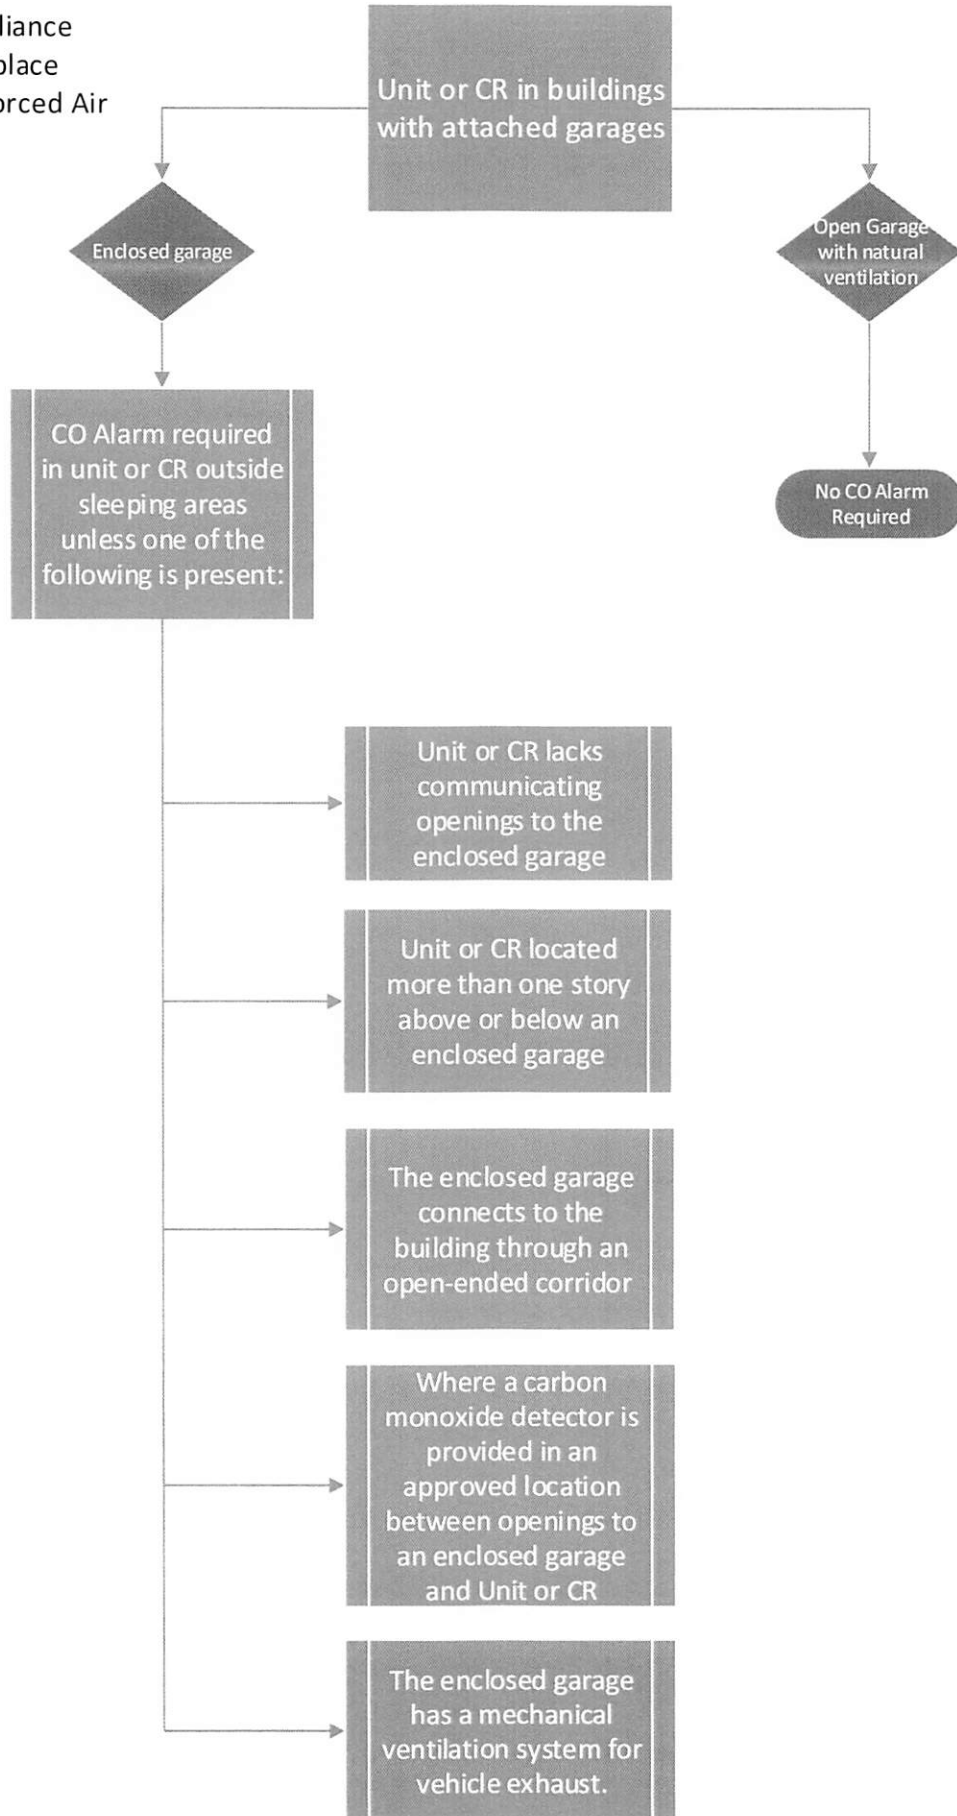 Unit or CR in buildings
with attached garages
Enclosed garage
Open Garage
with natural
ventilation
CO Alarm required
in unit or CR outside
sleeping areas
unless one of the
following is present:
No CO Alarm
Required
Unit or CR lacks
communicating
openings to the
enclosed garage
Unit or CR located
more than one story
above or below an
enclosed garage
The enclosed garage
connects to the
building through an
open-ended corridor
Where a carbon
monoxide detector is
provided in an
approved location
between openings to
an enclosed garage
and Unit or CR
The enclosed garage
has a mechanical
ventilation system for
vehicle exhaust.